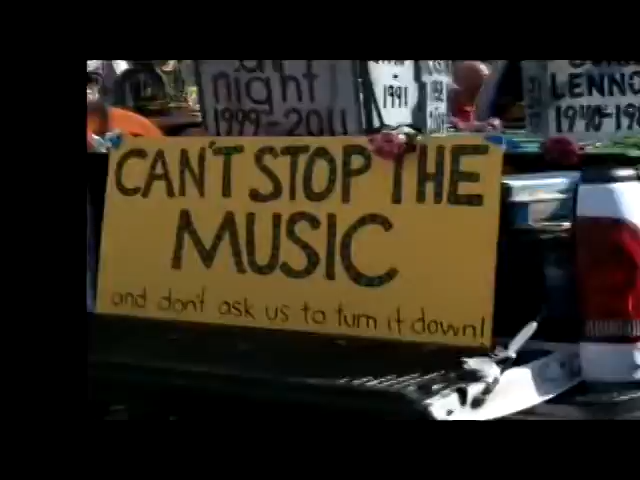 night
1999-2011
1991
LENNO
1940-19
CAN'T STOP THE
MUSIC
and don't ask us to turn it down!